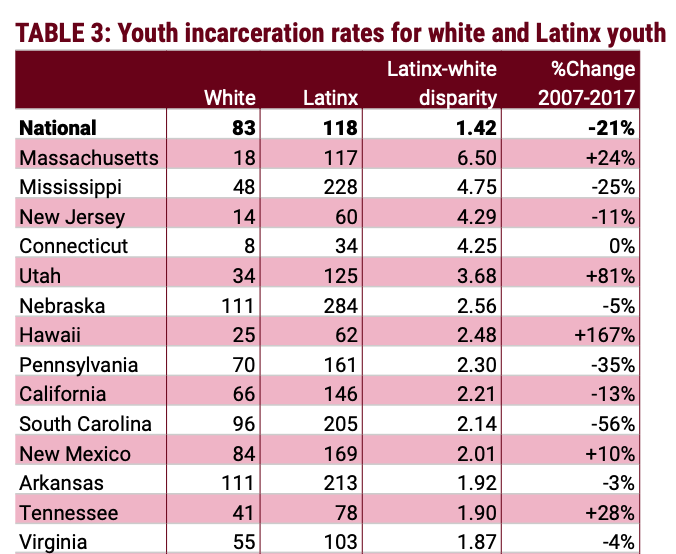 TABLE 3: Youth incarceration rates for white and Latinx youth
Latinx-white %Change
White Latinx disparity 2007-2017
National 83 118 1.42 -21%
Massachusetts 18 117 6.50 +24%
Mississippi 48 228 4.75 -25%
New Jersey 14 60 4.29 -11%
Connecticut 8 34 4.25 0%
Utah 34 125 3.68 +81%
Nebraska 111 284 2.56 -5%
Hawaii 25 62 2.48 +167%
Pennsylvania 70 161 2.30 -35%
California 66 146 2.21 -13%
South Carolina 96 205 2.14 -56%
New Mexico 84 169 2.01 +10%
Arkansas 111 213 1.92 -3%
Tennessee 41 78 1.90 +28%
Virginia 55 103 1.87 -4%